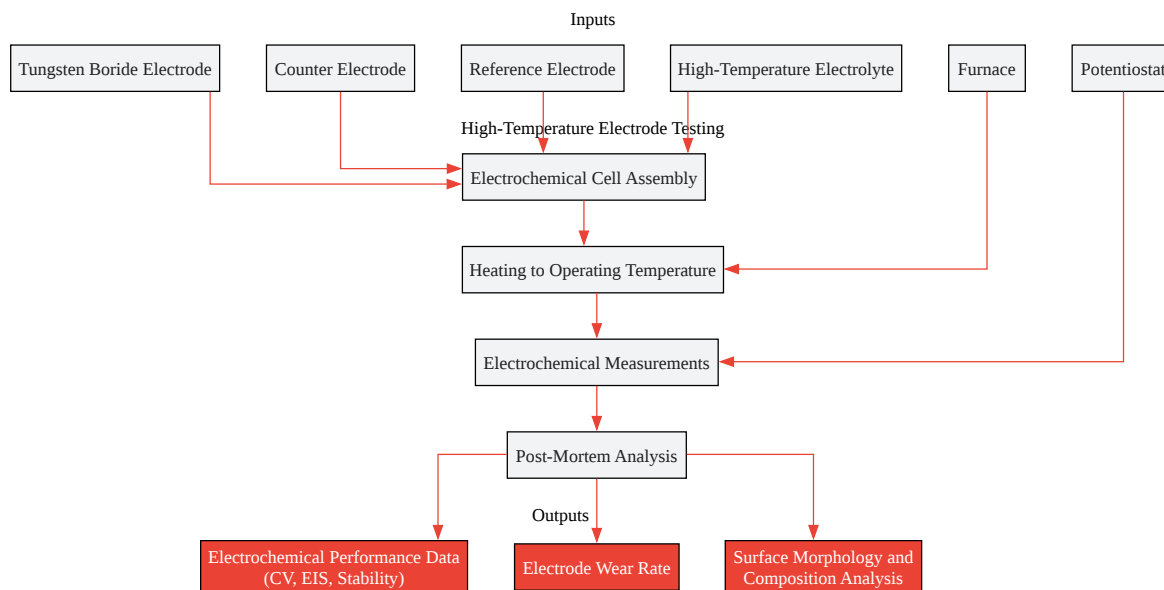 Inputs
Tungsten Boride Electrode
Counter Electrode
Reference Electrode
High-Temperature Electrolyte
Furnace
Potentiostat
High-Temperature Electrode Testing
Electrochemical Cell Assembly
Heating to Operating Temperature
Electrochemical Measurements
Post-Mortem Analysis
Outputs
Electrochemical Performance Data
(CV, EIS, Stability)
Electrode Wear Rate
Surface Morphology and
Composition Analysis